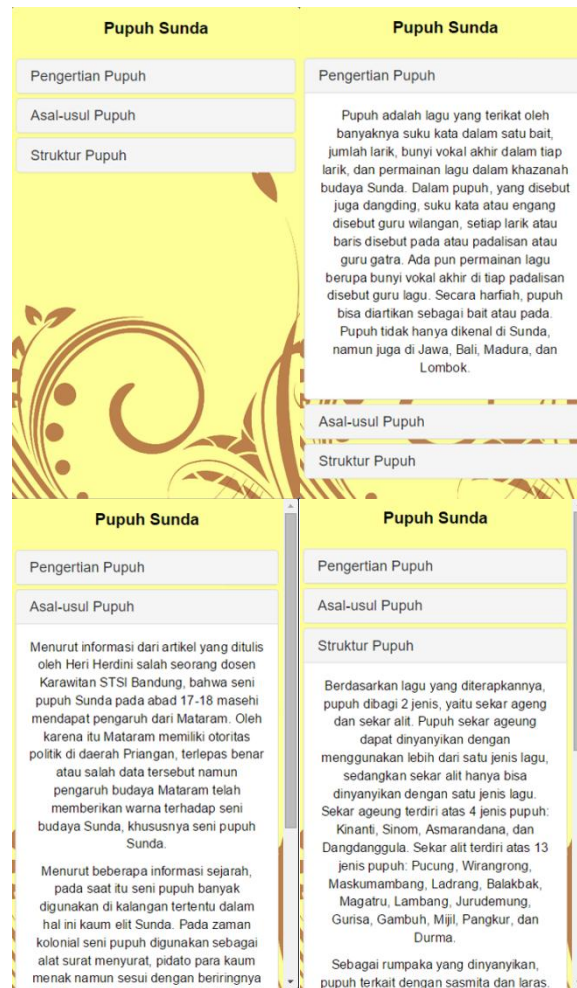 Pupuh Sunda
Pengertian Pupuh
Asal-usul Pupuh
Struktur Pupuh
Pupuh Sunda
Pengertian Pupuh
Pupuh adalah lagu yang terikat oleh
banyaknya suku kata dalam satu bait,
jumlah larik, bunyi vokal akhir dalam tiap
larik, dan permainan lagu dalam khazanah
budaya Sunda. Dalam pupuh, yang disebut
juga dangding, suku kata atau engang
disebut guru wilangan, setiap larik atau
baris disebut pada atau padalisan atau
guru gatra. Ada pun permainan lagu
berupa bunyi vokal akhir di tiap padalisan
disebut guru lagu. Secara harfiah, pupuh
bisa diartikan sebagai bait atau pada.
Pupuh tidak hanya dikenal di Sunda,
namun juga di Jawa, Bali, Madura, dan
Lombok.
Asal-usul Pupuh
Struktur Pupuh
Pupuh Sunda
Pengertian Pupuh
Asal-usul Pupuh
Menurut informasi dari artikel yang ditulis
oleh Heri Herdini salah seorang dosen
Karawitan STSI Bandung, bahwa seni
pupuh Sunda pada abad 17-18 masehi
mendapat pengaruh dari Mataram. Oleh
karena itu Mataram memiliki otoritas
politik di daerah Priangan, terlepas benar
atau salah data tersebut namun
pengaruh budaya Mataram telah
memberikan warna terhadap seni
budaya Sunda, khususnya seni pupuh
Sunda.
Menurut beberapa informasi sejarah,
pada saat itu seni pupuh banyak
digunakan di kalangan tertentu dalam
hal ini kaum elit Sunda. Pada zaman
kolonial seni pupuh digunakan sebagai
alat surat menyurat, pidato para kaum
menak namun sesui dengan beriringnya
Pupuh Sunda
Pengertian Pupuh
Asal-usul Pupuh
Struktur Pupuh
Berdasarkan lagu yang diterapkannya,
pupuh dibagi 2 jenis, yaitu sekar ageng
dan sekar alit. Pupuh sekar ageung
dapat dinyanyikan dengan
menggunakan lebih dari satu jenis lagu,
sedangkan sekar alit hanya bisa
dinyanyikan dengan satu jenis lagu.
Sekar ageung terdiri atas 4 jenis pupuh:
Kinanti, Sinom, Asmarandana, dan
Dangdanggula. Sekar alit terdiri atas 13
jenis pupuh: Pucung, Wirangrong,
Maskumambang, Ladrang, Balakbak,
Magatru, Lambang, Jurudemung,
Gurisa, Gambuh, Mijil, Pangkur, dan
Durma.
Sebagai rumpaka yang dinyanyikan,
pupuh terkait dengan sasmita dan laras.